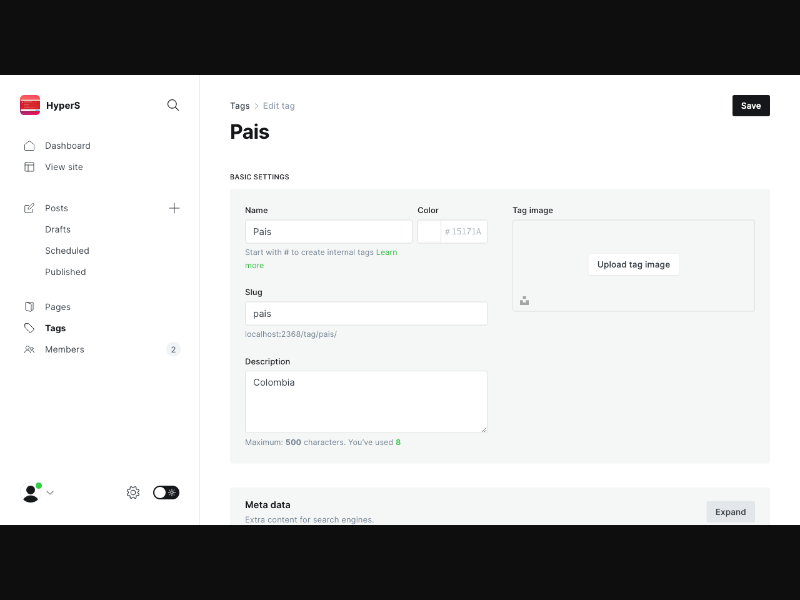 HyperS
Dashboard
View site
Posts
Drafts
Scheduled
Published
Pages
Tags
Members 2
Tags Edit tag
Save
Pais
BASIC SETTINGS
Name
Pais
Color
# 15171A
Start with # to create internal tags Learn
more
Slug
pais
localhost:2368/tag/pais/
Description
Colombia
Maximum: 500 characters. You've used 8
Tag image
Upload tag image
Meta data
Extra content for search engines.
Expand